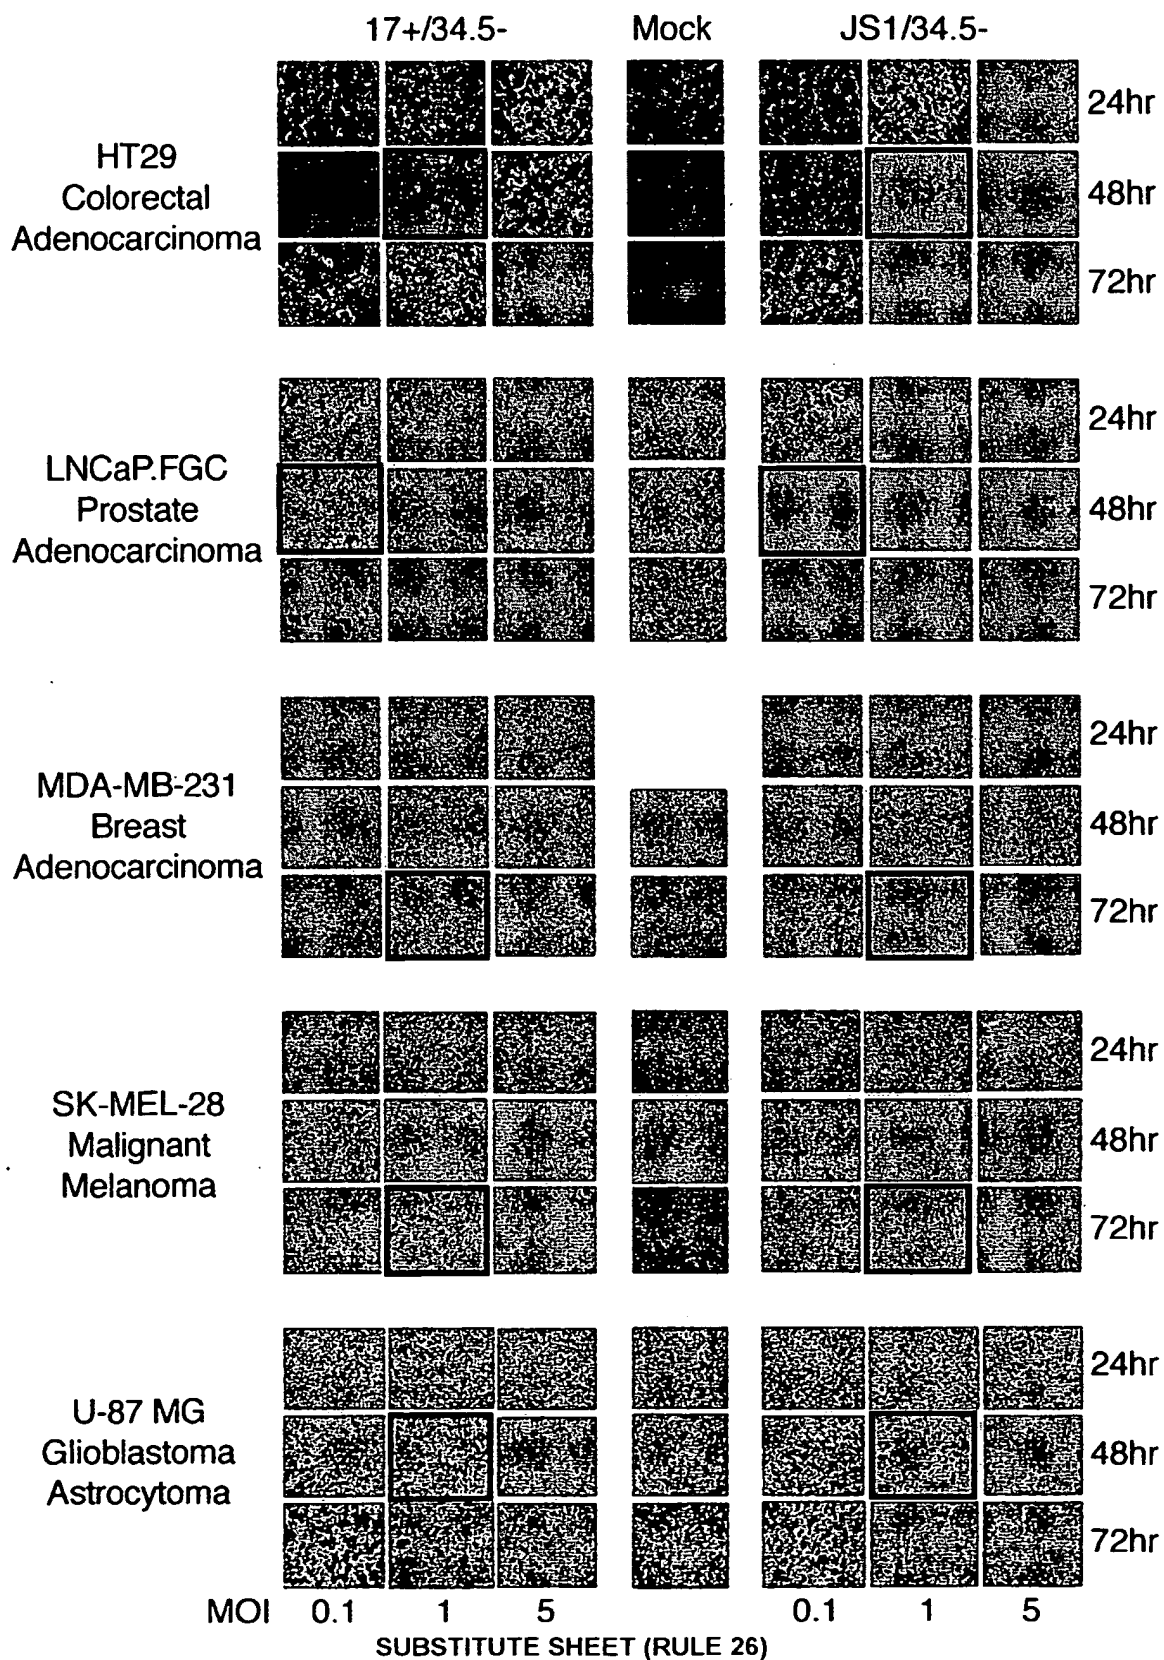 17+/34.5- Mock JS1/34.5-
24hr
HT29
Colorectal
Adenocarcinoma
48hr
72hr
24hr
LNCaP.FGC
Prostate
Adenocarcinoma
48hr
72hr
24hr
MDA-MB-231
Breast
Adenocarcinoma
48hr
72hr
24hr
SK-MEL-28
Malignant
Melanoma
48hr
72hr
24hr
U-87 MG
Glioblastoma
Astrocytoma
48hr
72hr
MOI 0.1 1 5 0.1 1 5
SUBSTITUTE SHEET (RULE 26)